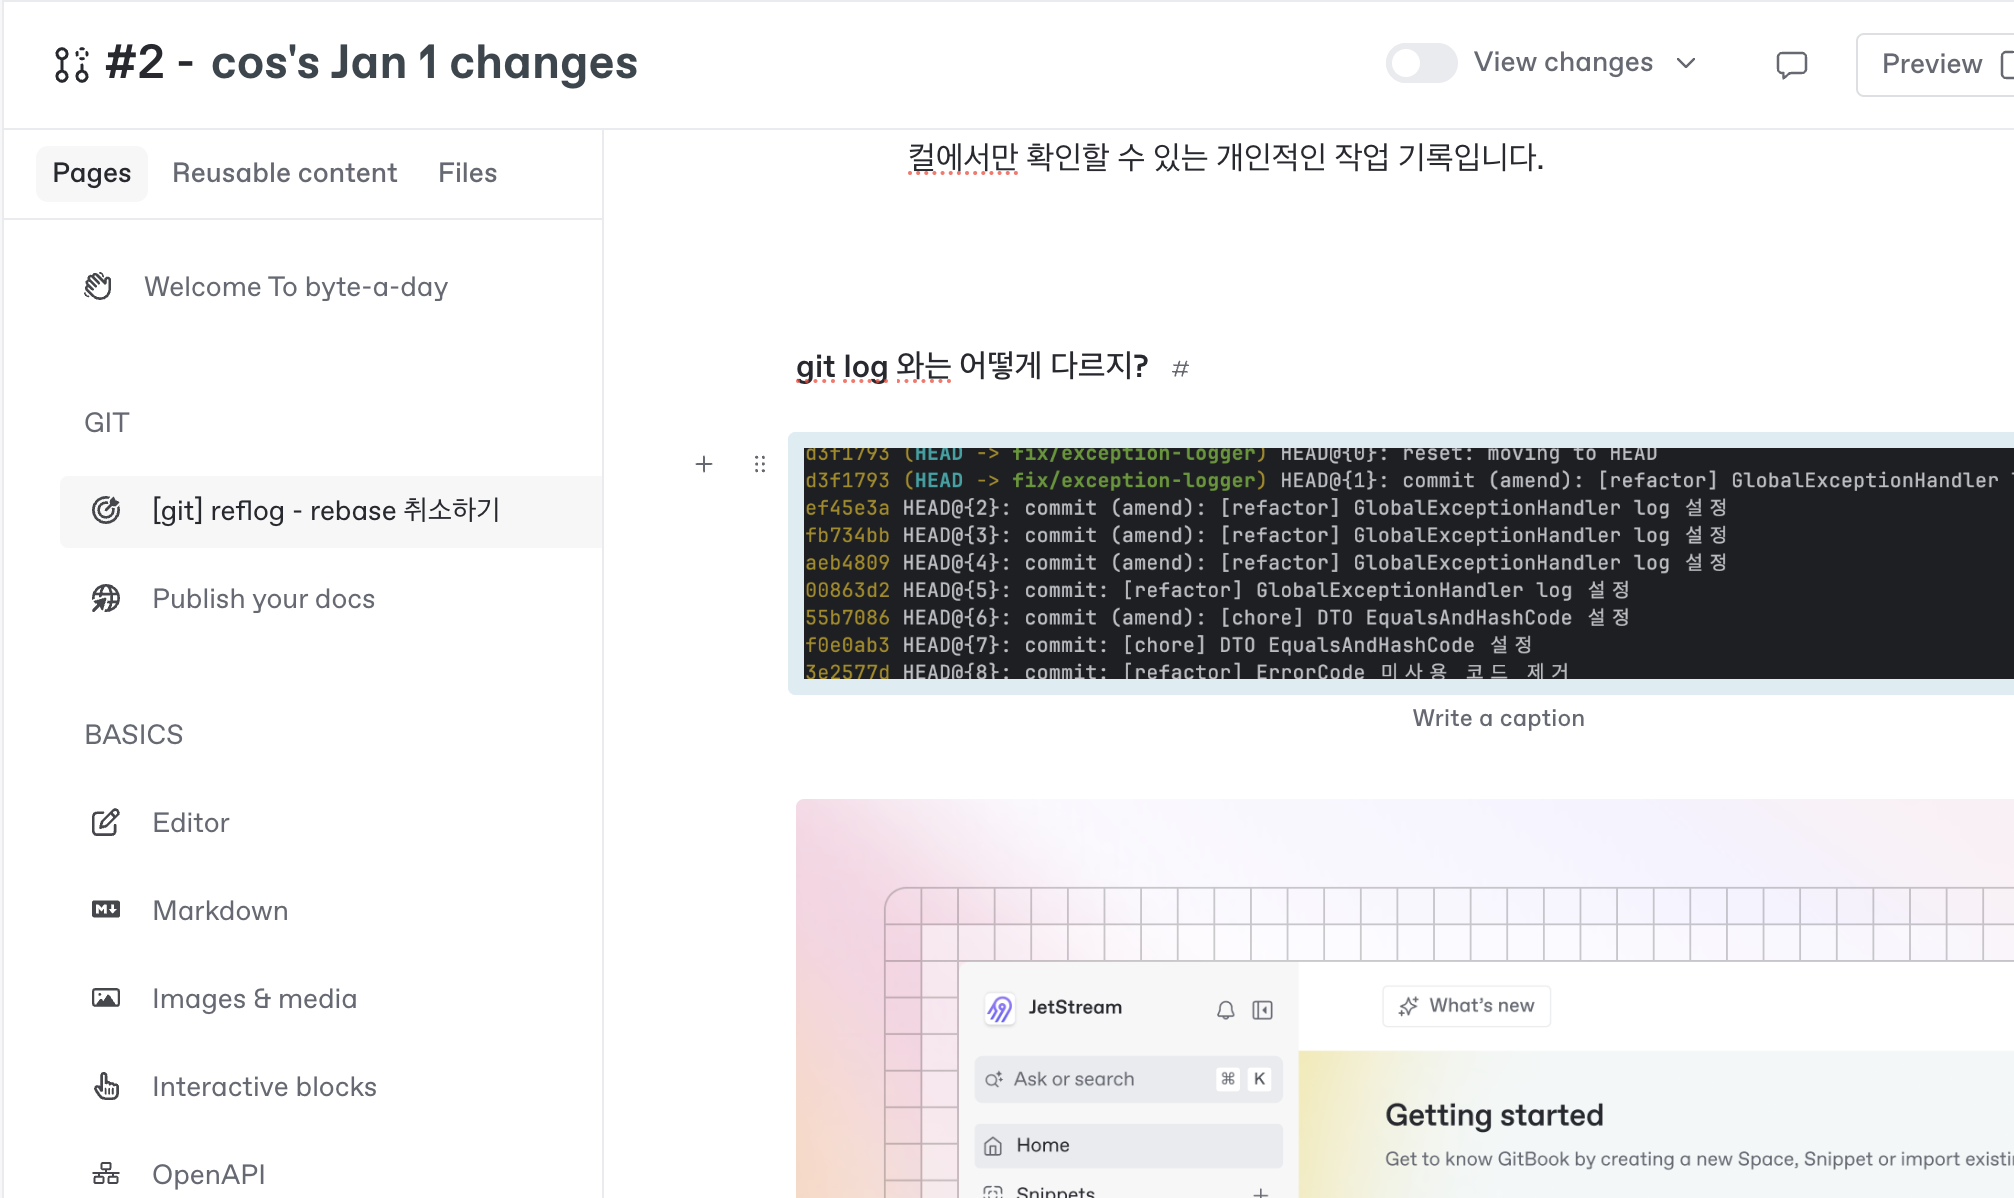 #2 - cos's Jan 1 changes
View changes
Preview
Pages
Reusable content
Files
컬에서만 확인할 수 있는 개인적인 작업 기록입니다.
Welcome To byte-a-day
git log 와는 어떻게 다르지? #
GIT
[git] reflog - rebase 취소하기
Publish your docs
d3f1793 (HEAD -> fix/exception-logger) HEAD@{0}: reset: moving to HEAD
d3f1793 (HEAD -> fix/exception-logger) HEAD@{1}: commit (amend): [refactor] GlobalExceptionHandler
ef45e3a HEAD@{2}: commit (amend): [refactor] GlobalExceptionHandler log 설정
fb734bb HEAD@{3}: commit (amend): [refactor] GlobalExceptionHandler log 설정
aeb4809 HEAD@{4}: commit (amend): [refactor] GlobalExceptionHandler log 설정
00863d2 HEAD@{5}: commit: [refactor] GlobalExceptionHandler log 설정
55b7086 HEAD@{6}: commit (amend): [chore] DTO EqualsAndHashCode 설정
f0e0ab3 HEAD@{7}: commit: [chore] DTO EqualsAndHashCode 설정
3e2577d HEAD@{8}: commit: [refactor] ErrorCode 미사용 코드 제거
Write a caption
BASICS
Editor
Markdown
Images & media
Interactive blocks
OpenAPI
JetStream
What's new
Ask or search
⌘ K
Home
Snippets
Getting started
Get to know GitBook by creating a new Space, Snippet or import